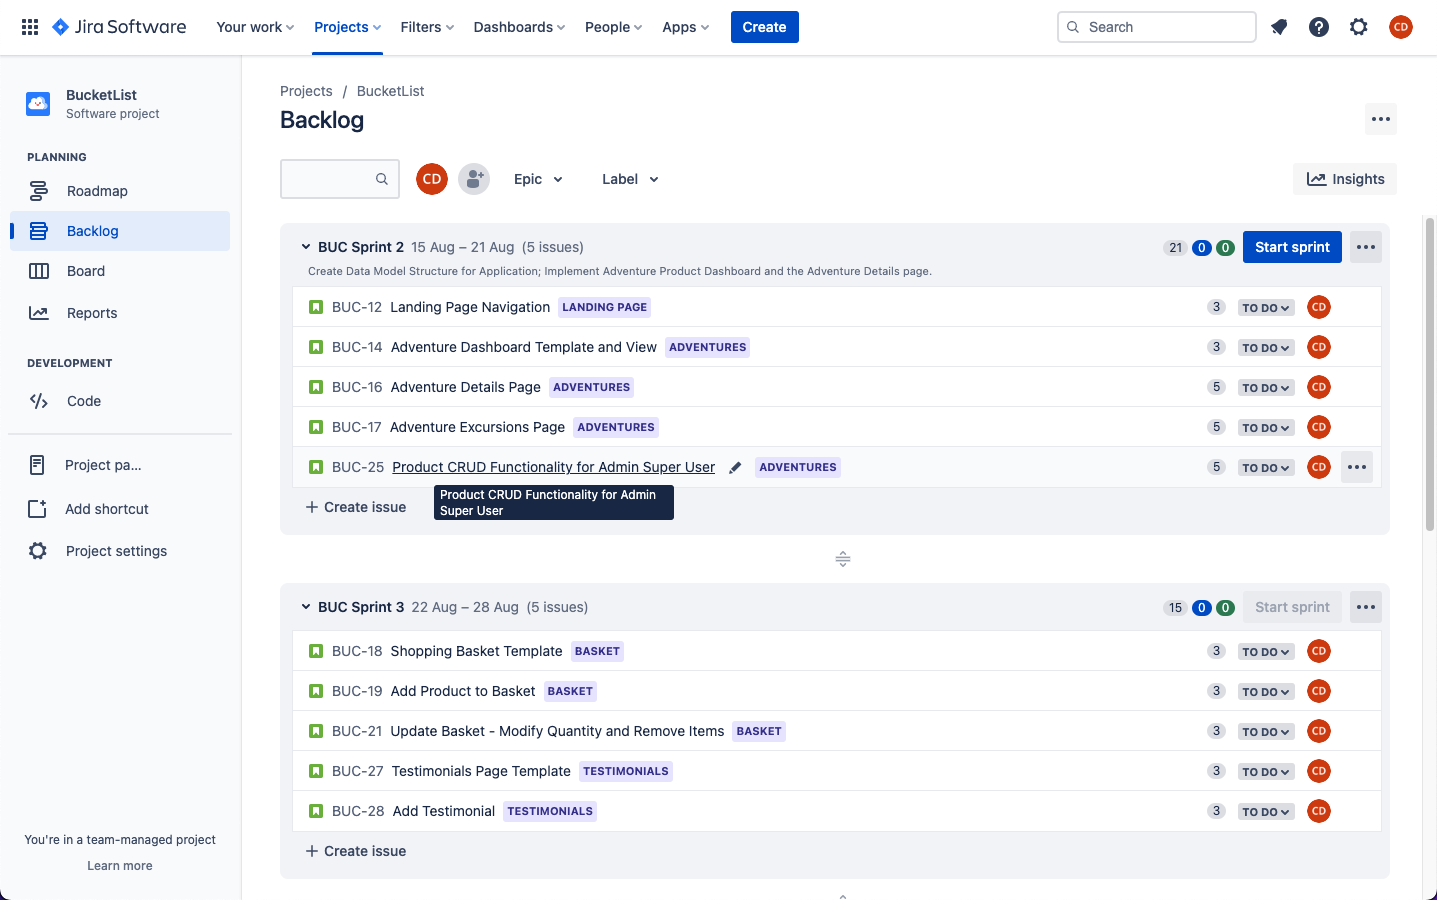 Jira Software Your work Projects Filters Dashboards People Apps Create Search CD
BucketList
Software project
PLANNING
Roadmap
Backlog
Board
Reports
DEVELOPMENT
Code
Project pa...
Add shortcut
Project settings
You're in a team-managed project
Learn more
Projects / BucketList
Backlog
CD Epic Label Insights
BUC Sprint 2 15 Aug – 21 Aug (5 issues) 21 0 0 Start sprint
Create Data Model Structure for Application; Implement Adventure Product Dashboard and the Adventure Details page.
BUC-12 Landing Page Navigation LANDING PAGE 3 TO DO CD
BUC-14 Adventure Dashboard Template and View ADVENTURES 3 TO DO CD
BUC-16 Adventure Details Page ADVENTURES 5 TO DO CD
BUC-17 Adventure Excursions Page ADVENTURES 5 TO DO CD
BUC-25 Product CRUD Functionality for Admin Super User ADVENTURES 5 TO DO CD
Product CRUD Functionality for Admin
Super User
Create issue
BUC Sprint 3 22 Aug – 28 Aug (5 issues) 15 0 0 Start sprint
BUC-18 Shopping Basket Template BASKET 3 TO DO CD
BUC-19 Add Product to Basket BASKET 3 TO DO CD
BUC-21 Update Basket - Modify Quantity and Remove Items BASKET 3 TO DO CD
BUC-27 Testimonials Page Template TESTIMONIALS 3 TO DO CD
BUC-28 Add Testimonial TESTIMONIALS 3 TO DO CD
Create issue